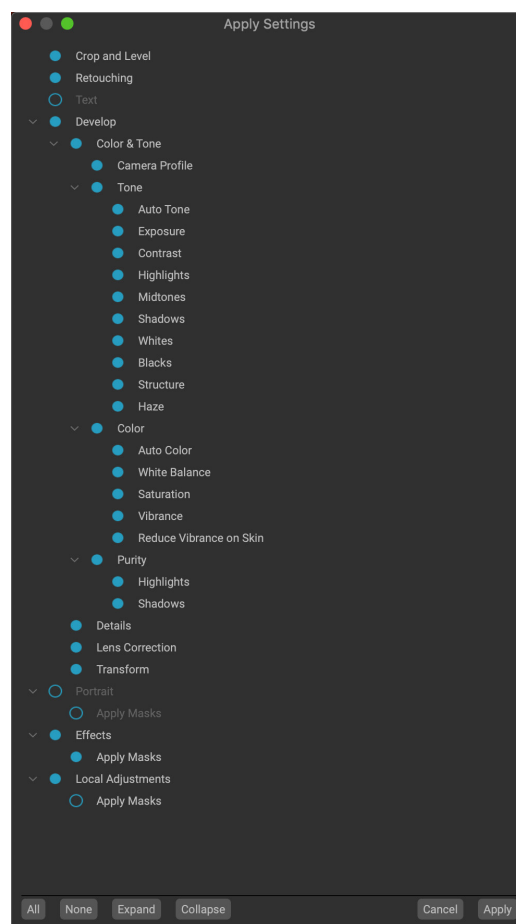 Apply Settings
Crop and Level
Retouching
Text
Develop
Color & Tone
Camera Profile
Tone
Auto Tone
Exposure
Contrast
Highlights
Midtones
Shadows
Whites
Blacks
Structure
Haze
Color
Auto Color
White Balance
Saturation
Vibrance
Reduce Vibrance on Skin
Purity
Highlights
Shadows
Details
Lens Correction
Transform
Portrait
Apply Masks
Effects
Apply Masks
Local Adjustments
Apply Masks
All None Expand Collapse Cancel Apply